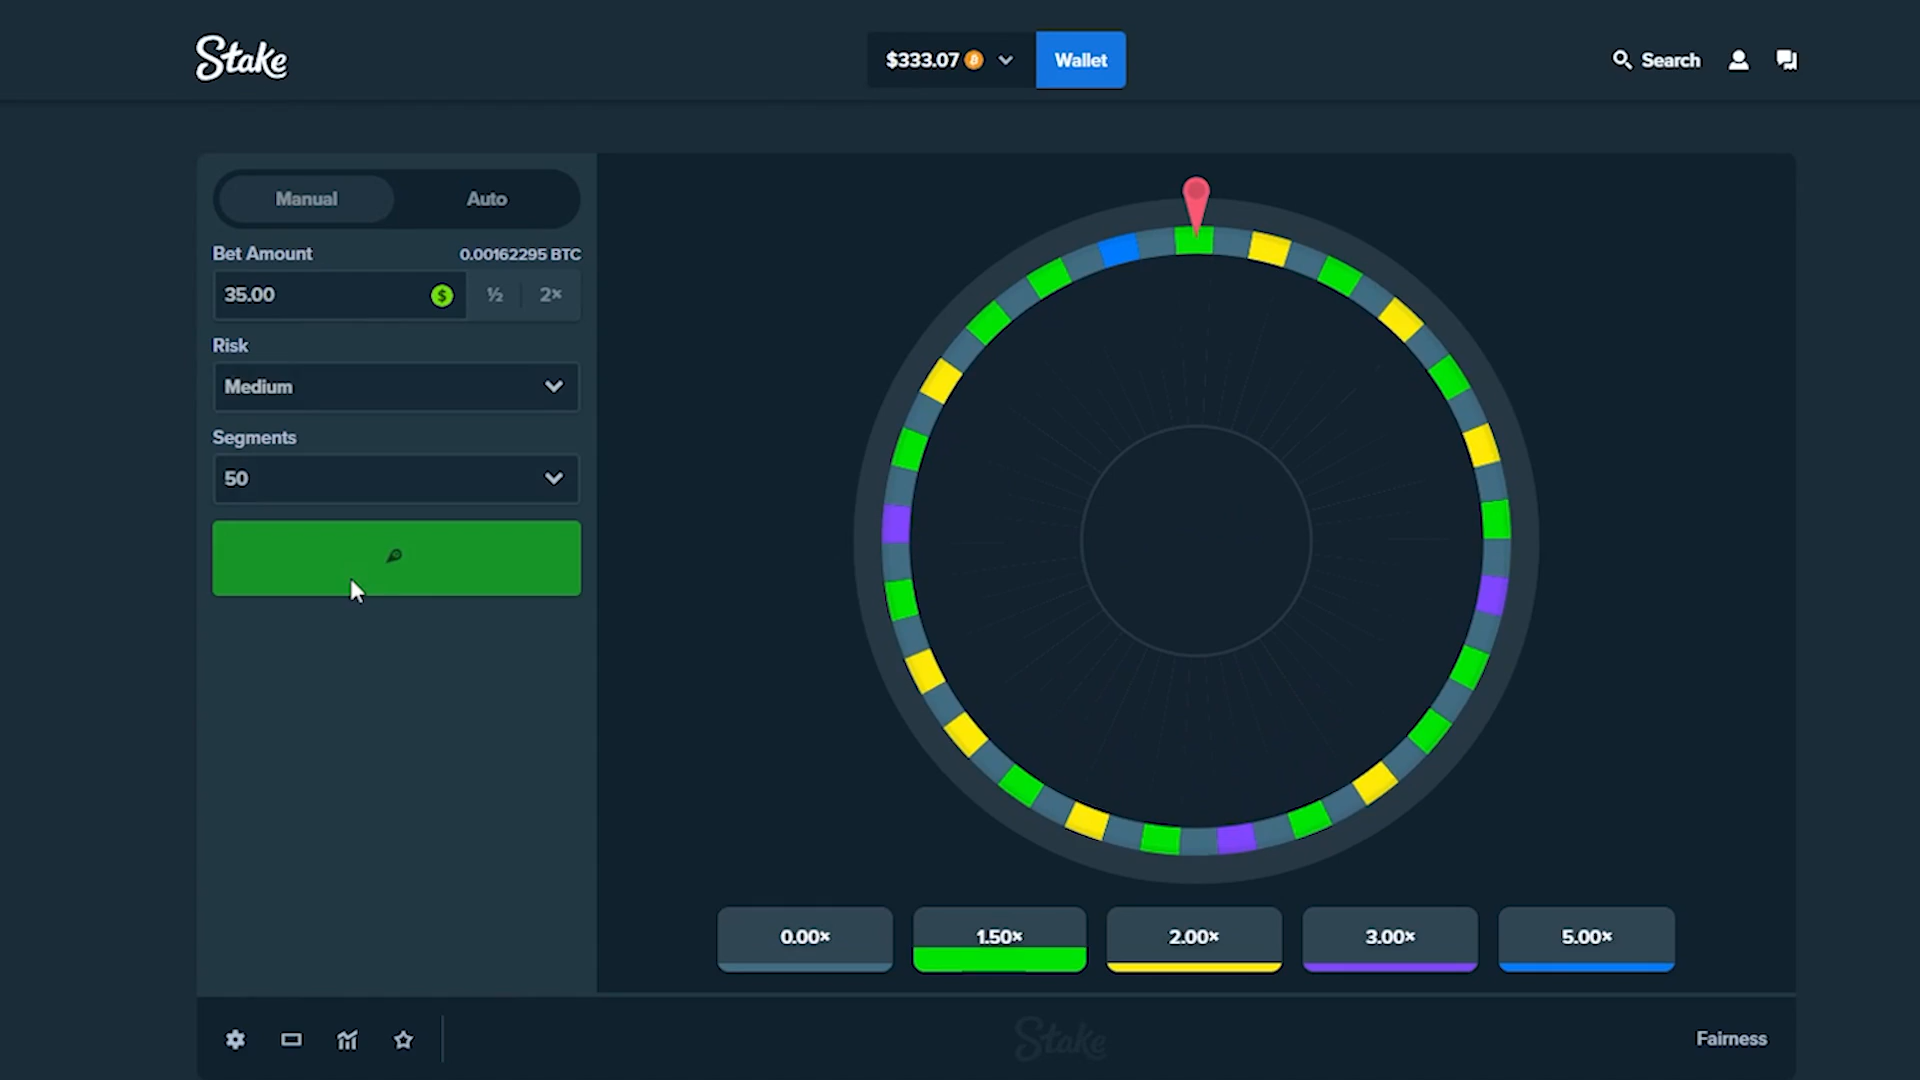 Stake
$333.07
Wallet
Search
Manual
Auto
Bet Amount
0.00162295 BTC
35.00
$
½
2×
Risk
Medium
Segments
50
0.00×
1.50×
2.00×
3.00×
5.00×
Stake
Fairness